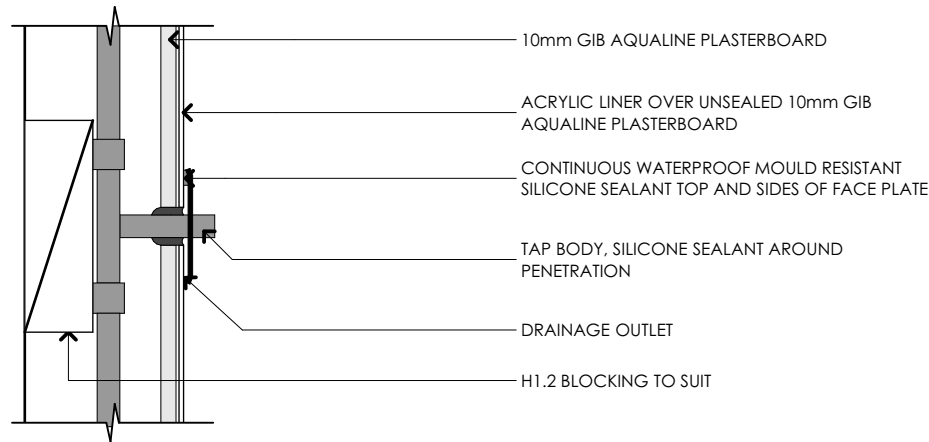 10mm GIB AQUALINE PLASTERBOARD
ACRYLIC LINER OVER UNSEALED 10mm GIB
AQUALINE PLASTERBOARD
CONTINUOUS WATERPROOF MOULD RESISTANT
SILICONE SEALANT TOP AND SIDES OF FACE PLATE
TAP BODY, SILICONE SEALANT AROUND
PENETRATION
DRAINAGE OUTLET
H1.2 BLOCKING TO SUIT